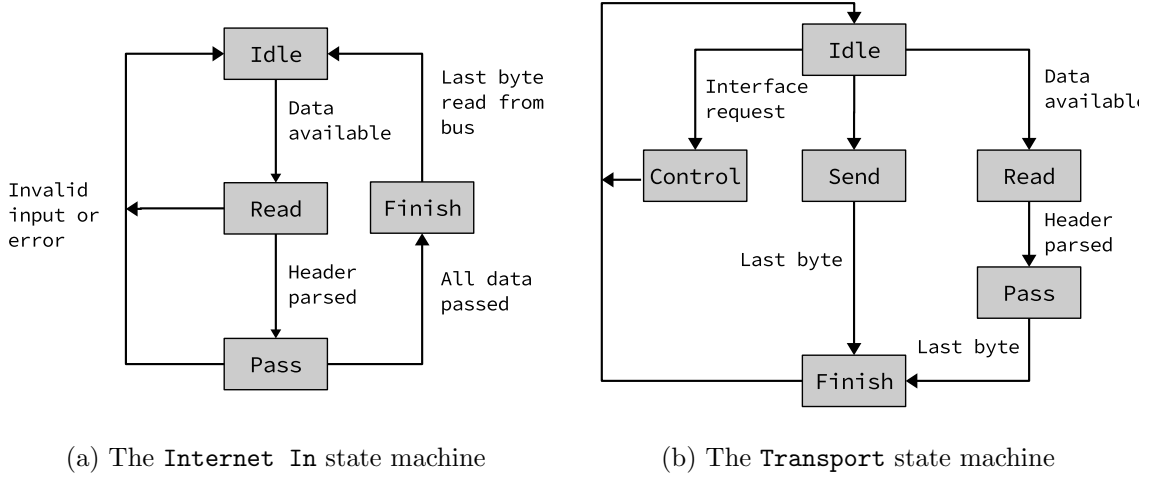 Idle
Last byte
read from
bus
Data
available
Invalid
input or
error
Read
Finish
Header
parsed
All data
passed
Pass
(a) The Internet In state machine
Idle
Interface
request
Data
Control
Send
Read
Header
parsed
Last byte
Pass
Last byte
Finish
(b) The Transport state machine